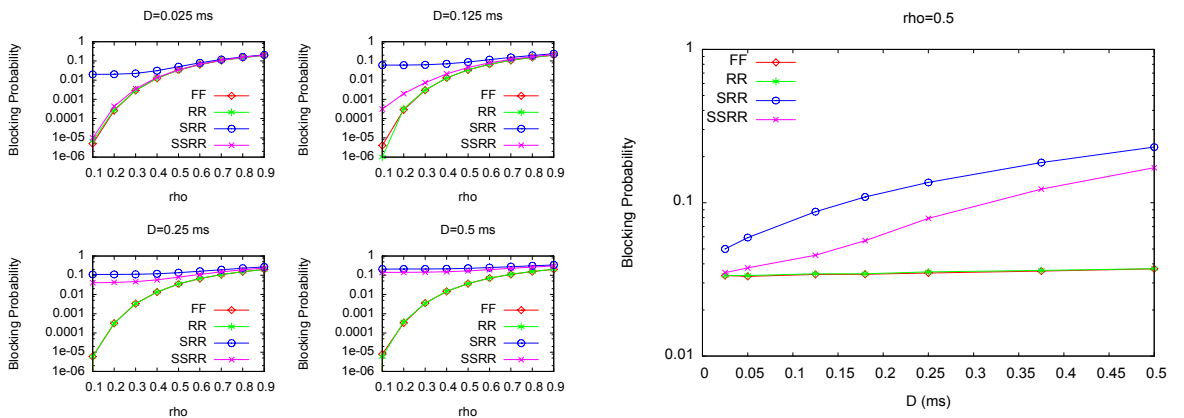 D=0.025 ms
Blocking Probability
1
0.1
0.01
0.001
0.0001
1e-05
1e-06
FF
RR
SRR
SSRR
0.1 0.2 0.3 0.4 0.5 0.6 0.7 0.8 0.9
rho
D=0.125 ms
Blocking Probability
1
0.1
0.01
0.001
0.0001
1e-05
1e-06
FF
RR
SRR
SSRR
0.1 0.2 0.3 0.4 0.5 0.6 0.7 0.8 0.9
rho
D=0.25 ms
Blocking Probability
1
0.1
0.01
0.001
0.0001
1e-05
1e-06
FF
RR
SRR
SSRR
0.1 0.2 0.3 0.4 0.5 0.6 0.7 0.8 0.9
rho
D=0.5 ms
Blocking Probability
1
0.1
0.01
0.001
0.0001
1e-05
1e-06
FF
RR
SRR
SSRR
0.1 0.2 0.3 0.4 0.5 0.6 0.7 0.8 0.9
rho
rho=0.5
Blocking Probability
1
0.1
0.01
FF
RR
SRR
SSRR
0 0.05 0.1 0.15 0.2 0.25 0.3 0.35 0.4 0.45 0.5
D (ms)